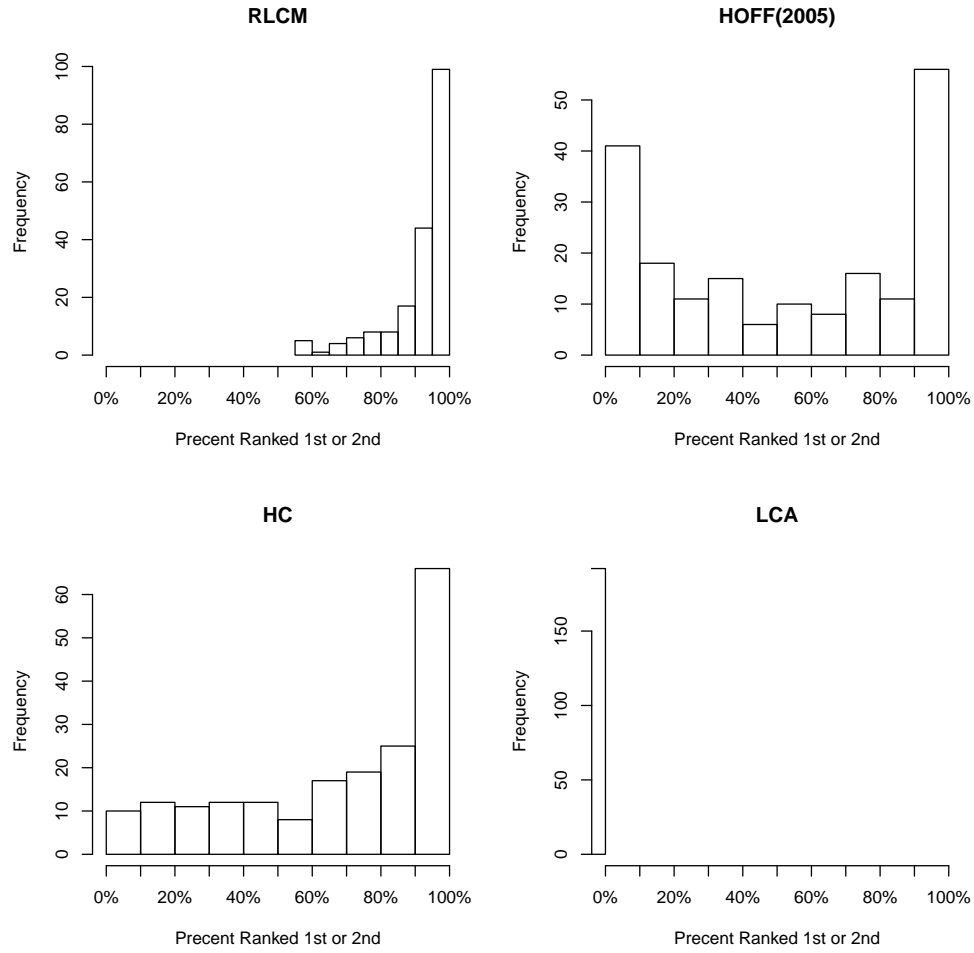 RLCM
Frequency
0
20
40
60
80
100
0% 20% 40% 60% 80% 100%
Precent Ranked 1st or 2nd
HOFF(2005)
Frequency
0
10
20
30
40
50
0% 20% 40% 60% 80% 100%
Precent Ranked 1st or 2nd
HC
Frequency
0
10
20
30
40
50
60
0% 20% 40% 60% 80% 100%
Precent Ranked 1st or 2nd
LCA
Frequency
0
50
100
150
0% 20% 40% 60% 80% 100%
Precent Ranked 1st or 2nd